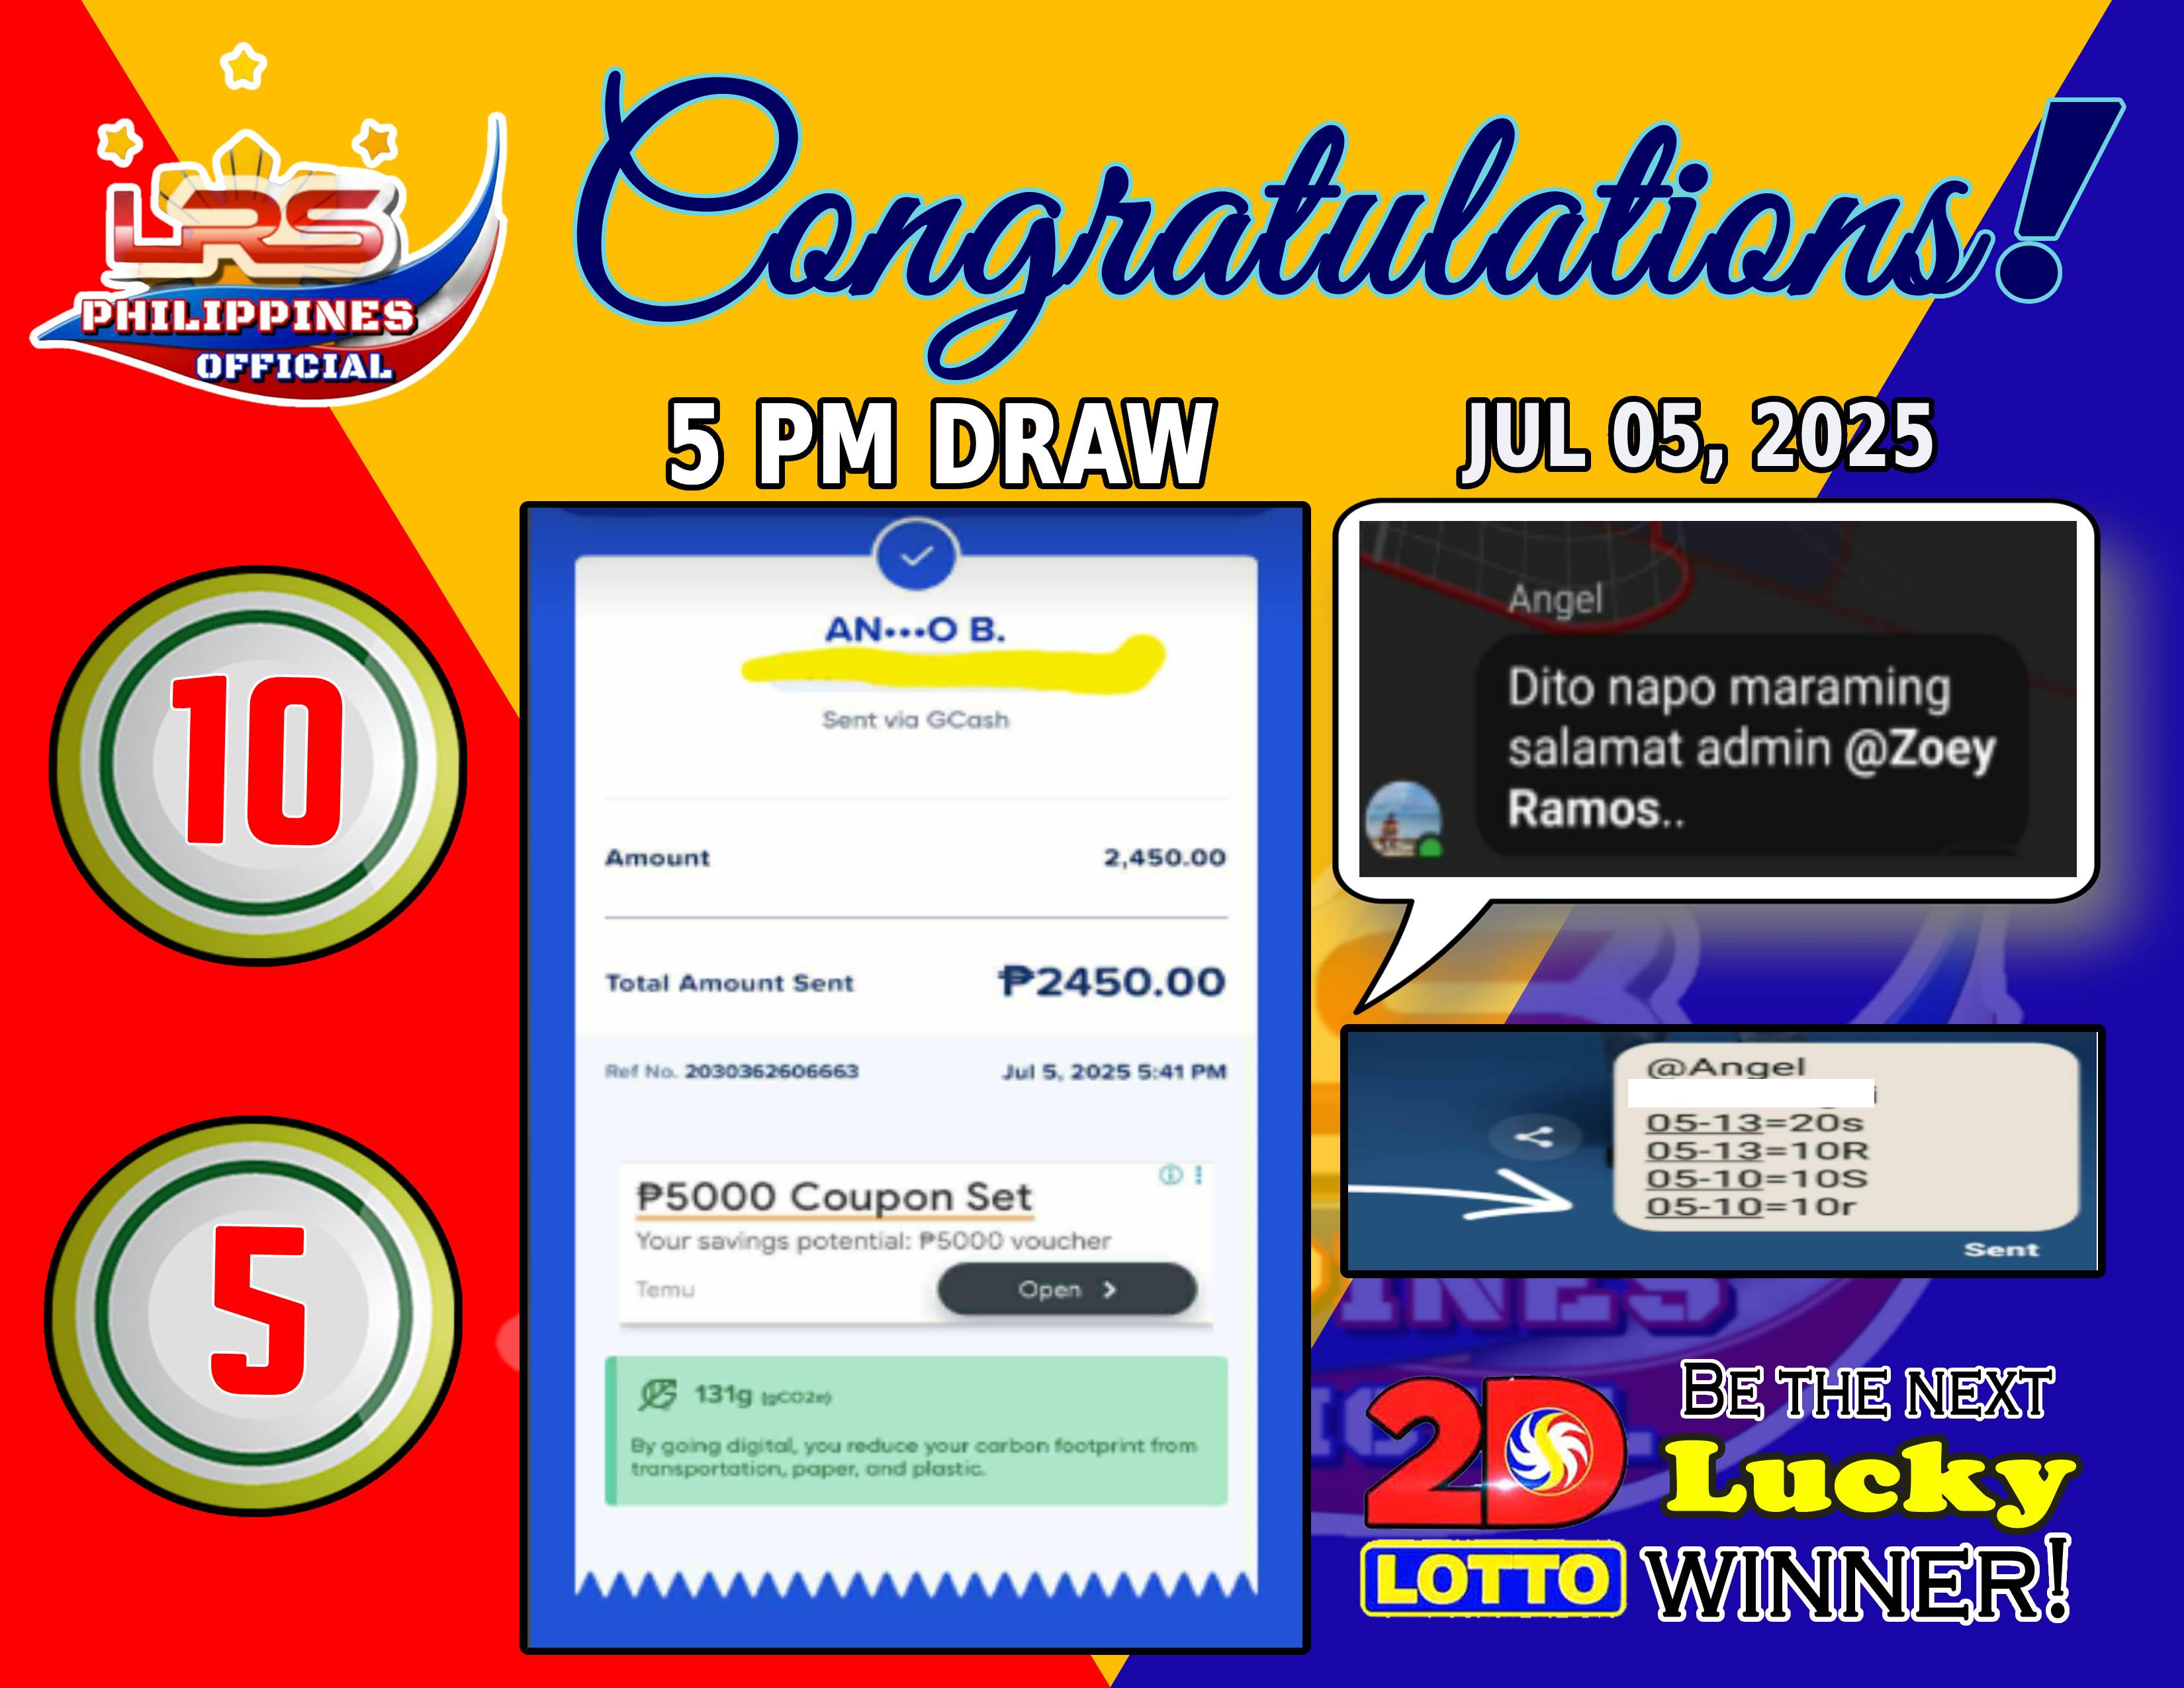 LRS
PHILIPPINES
OFFICIAL
Congratulations!
5 PM DRAW
JUL 05, 2025
10
5
AN•••O B.
Sent via GCash
Amount 2,450.00
Total Amount Sent ₱2450.00
Ref No. 2030362606663 Jul 5, 2025 5:41 PM
₱5000 Coupon Set
Your savings potential: ₱5000 voucher
Temu Open >
131g (gCO2e)
By going digital, you reduce your carbon footprint from
transportation, paper, and plastic.
Angel
Dito napo maraming
salamat admin @Zoey
Ramos..
@Angel
05-13=20s
05-13=10R
05-10=10S
05-10=10r
Sent
2D
LOTTO
BE THE NEXT
Lucky
WINNER!